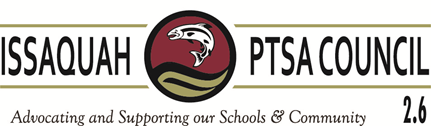 ISSAQUAH PTSA COUNCIL
Advocating and Supporting our Schools & Community 2.6